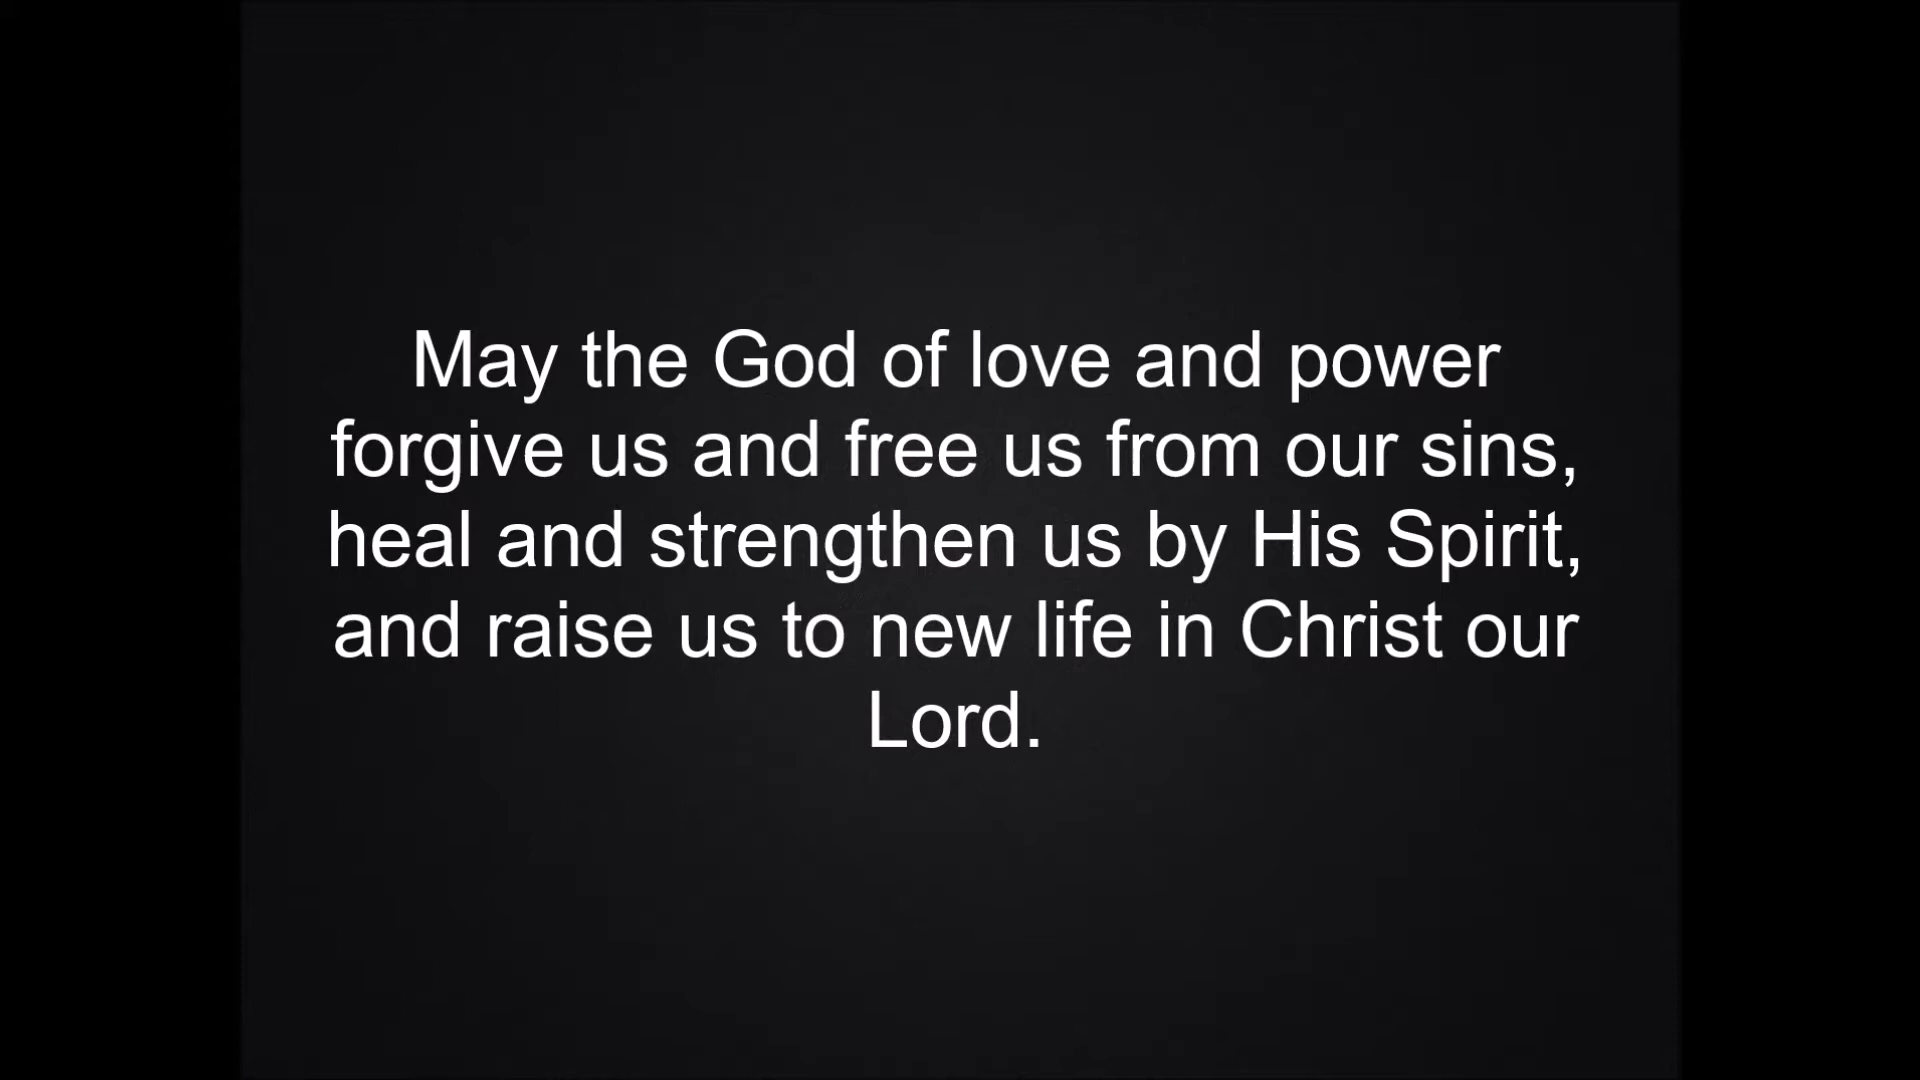 May the God of love and power
forgive us and free us from our sins,
heal and strengthen us by His Spirit,
and raise us to new life in Christ our
Lord.